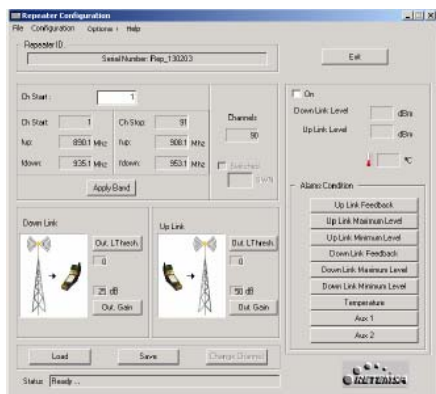 Repeater Configuration
File Configuration Options Help
Repeater ID
Serial Number: Rep_130203
Exit
Ch Start : 1
Ch Start 1 Ch Stop: 91
fup: 890.1 Mhz fup: 908.1 Mhz
fdown: 935.1 Mhz fdown: 953.1 Mhz
Apply Band
Channels
90
Switched
On
Down Link Level dBm
Up Link Level dBm
ºC
Alarms Condition
Up Link Feedback
Up Link Maximum Level
Up Link Minimum Level
Down Link Feedback
Down Link Maximum Level
Down Link Minimum Level
Temperature
Aux 1
Aux 2
Down Link
Out. LThresh.
0
25 dB
Out. Gain
Up Link
Out. LThresh.
0
50 dB
Out. Gain
Load
Save
Change Channel
Status: Ready ...